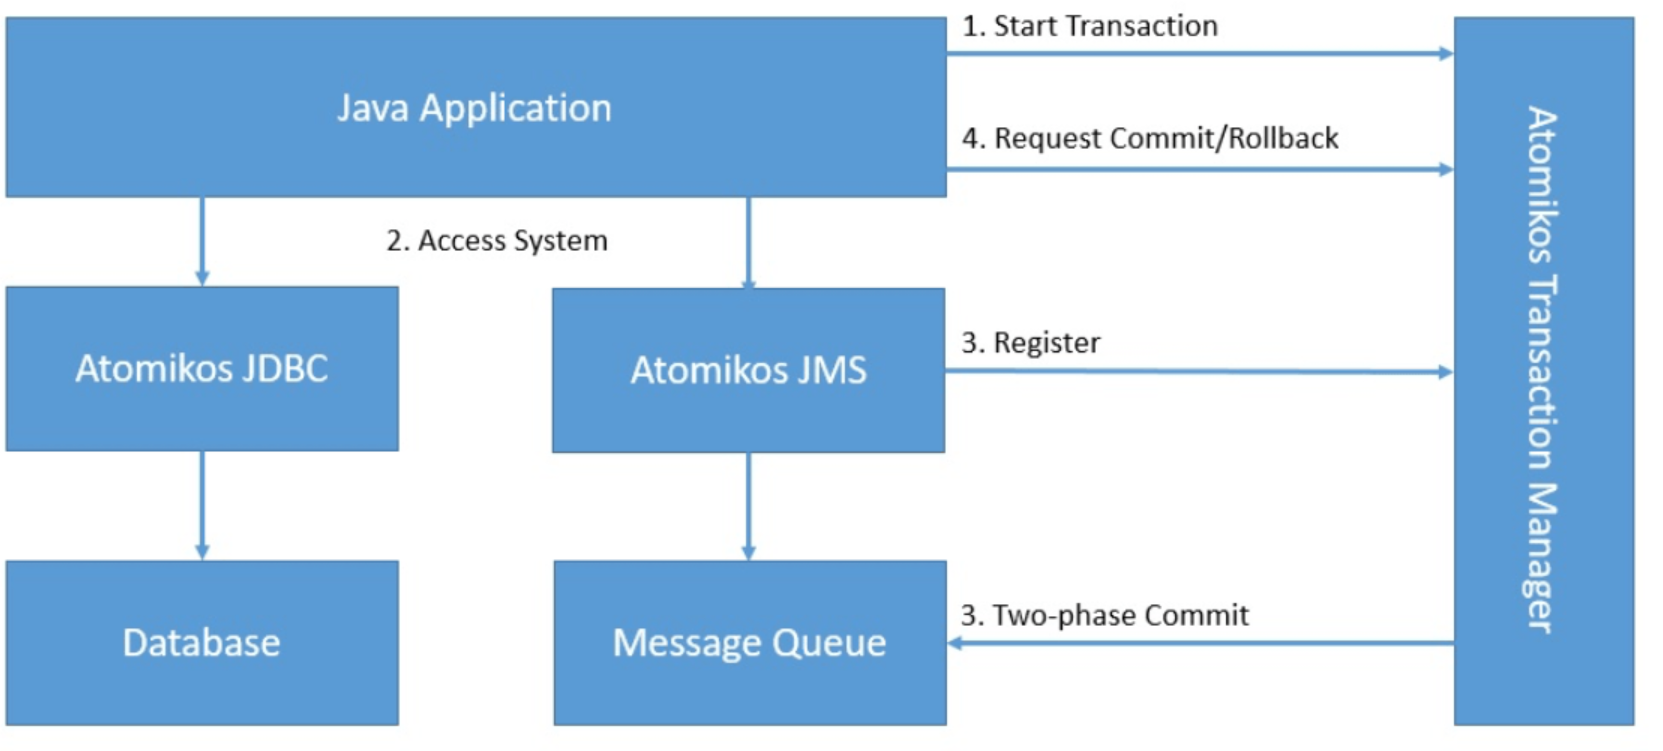 1. Start Transaction
Java Application
4. Request Commit/Rollback
Atomikos Transaction Manager
2. Access System
Atomikos JDBC
Atomikos JMS
3. Register
Database
Message Queue
3. Two-phase Commit